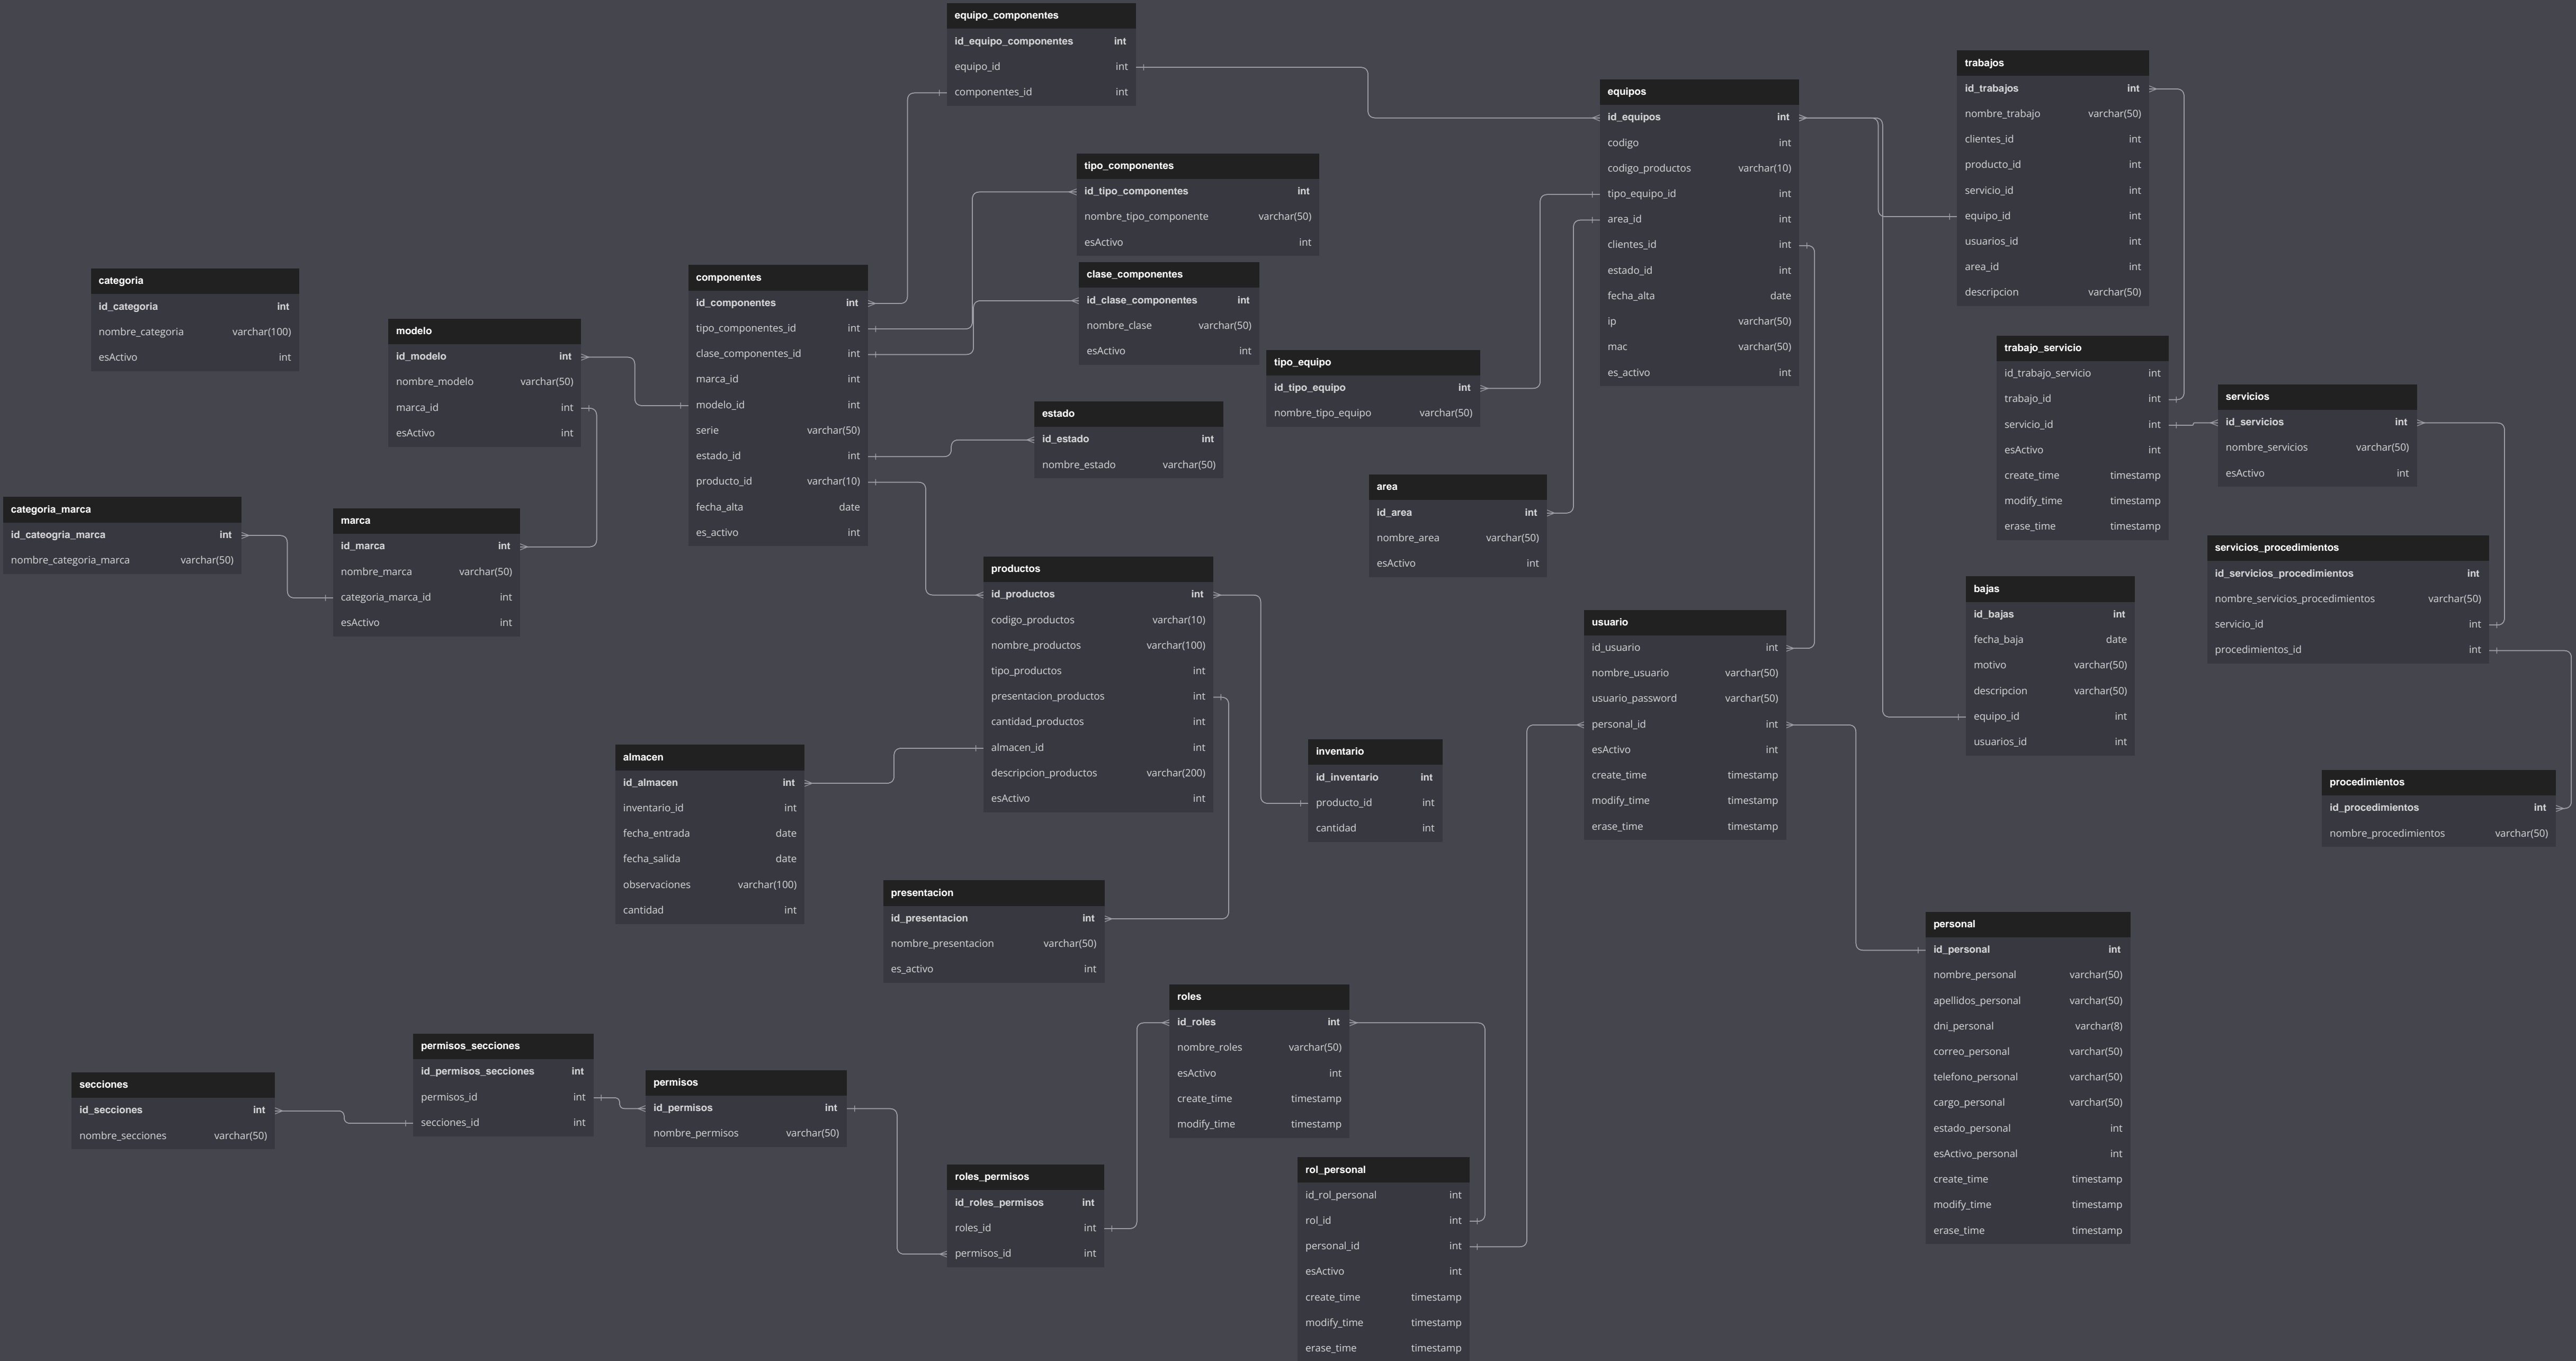 equipo_componentes
id_equipo_componentes int
equipo_id int
componentes_id int
trabajos
id_trabajos int
nombre_trabajo varchar(50)
clientes_id int
producto_id int
servicio_id int
equipo_id int
usuarios_id int
area_id int
descripcion varchar(50)
equipos
id_equipos int
codigo int
codigo_productos varchar(10)
tipo_equipo_id int
area_id int
clientes_id int
estado_id int
fecha_alta date
ip varchar(50)
mac varchar(50)
es_activo int
tipo_componentes
id_tipo_componentes int
nombre_tipo_componente varchar(50)
esActivo int
clase_componentes
id_clase_componentes int
nombre_clase varchar(50)
esActivo int
componentes
id_componentes int
tipo_componentes_id int
clase_componentes_id int
marca_id int
modelo_id int
serie varchar(50)
estado_id int
producto_id varchar(10)
fecha_alta date
es_activo int
categoria
id_categoria int
nombre_categoria varchar(100)
esActivo int
modelo
id_modelo int
nombre_modelo varchar(50)
marca_id int
esActivo int
tipo_equipo
id_tipo_equipo int
nombre_tipo_equipo varchar(50)
trabajo_servicio
id_trabajo_servicio int
trabajo_id int
servicio_id int
esActivo int
create_time timestamp
modify_time timestamp
erase_time timestamp
servicios
id_servicios int
nombre_servicios varchar(50)
esActivo int
estado
id_estado int
nombre_estado varchar(50)
area
id_area int
nombre_area varchar(50)
esActivo int
categoria_marca
id_cateogria_marca int
nombre_categoria_marca varchar(50)
marca
id_marca int
nombre_marca varchar(50)
categoria_marca_id int
esActivo int
servicios_procedimientos
id_servicios_procedimientos int
nombre_servicios_procedimientos varchar(50)
servicio_id int
procedimientos_id int
productos
id_productos int
codigo_productos varchar(10)
nombre_productos varchar(100)
tipo_productos int
presentacion_productos int
cantidad_productos int
almacen_id int
descripcion_productos varchar(200)
esActivo int
bajas
id_bajas int
fecha_baja date
motivo varchar(50)
descripcion varchar(50)
equipo_id int
usuarios_id int
usuario
id_usuario int
nombre_usuario varchar(50)
usuario_password varchar(50)
personal_id int
esActivo int
create_time timestamp
modify_time timestamp
erase_time timestamp
almacen
id_almacen int
inventario_id int
fecha_entrada date
fecha_salida date
observaciones varchar(100)
cantidad int
inventario
id_inventario int
producto_id int
cantidad int
procedimientos
id_procedimientos int
nombre_procedimientos varchar(50)
presentacion
id_presentacion int
nombre_presentacion varchar(50)
es_activo int
personal
id_personal int
nombre_personal varchar(50)
apellidos_personal varchar(50)
dni_personal varchar(8)
correo_personal varchar(50)
telefono_personal varchar(50)
cargo_personal varchar(50)
estado_personal int
esActivo_personal int
create_time timestamp
modify_time timestamp
erase_time timestamp
roles
id_roles int
nombre_roles varchar(50)
esActivo int
create_time timestamp
modify_time timestamp
permisos_secciones
id_permisos_secciones int
permisos_id int
secciones_id int
secciones
id_secciones int
nombre_secciones varchar(50)
permisos
id_permisos int
nombre_permisos varchar(50)
roles_permisos
id_roles_permisos int
roles_id int
permisos_id int
rol_personal
id_rol_personal int
rol_id int
personal_id int
esActivo int
create_time timestamp
modify_time timestamp
erase_time timestamp